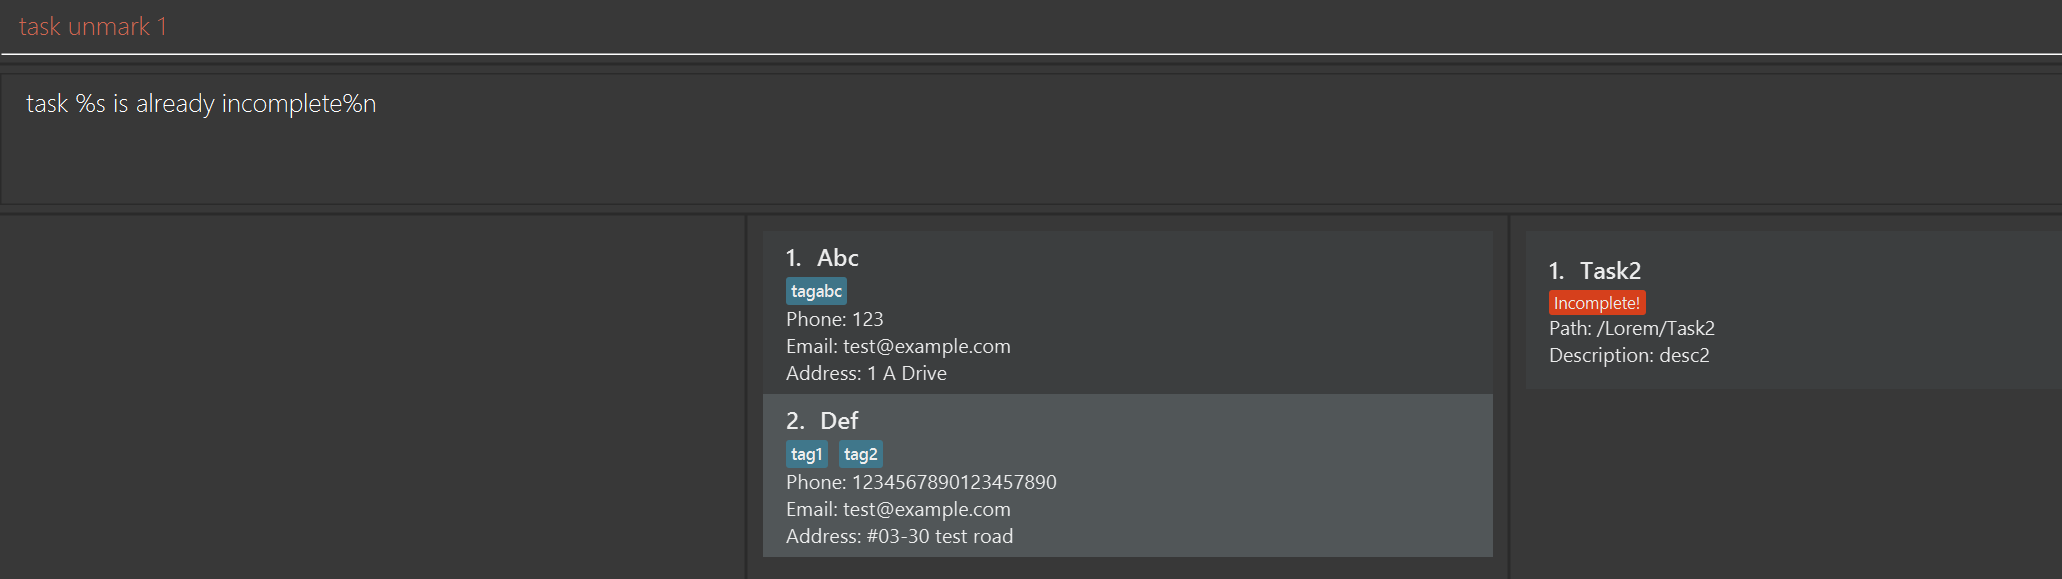 task unmark 1
task %s is already incomplete%n
1. Abc
tagabc
Phone: 123
Email: test@example.com
Address: 1 A Drive
2. Def
tag1 tag2
Phone: 1234567890123457890
Email: test@example.com
Address: #03-30 test road
1. Task2
Incomplete!
Path: /Lorem/Task2
Description: desc2